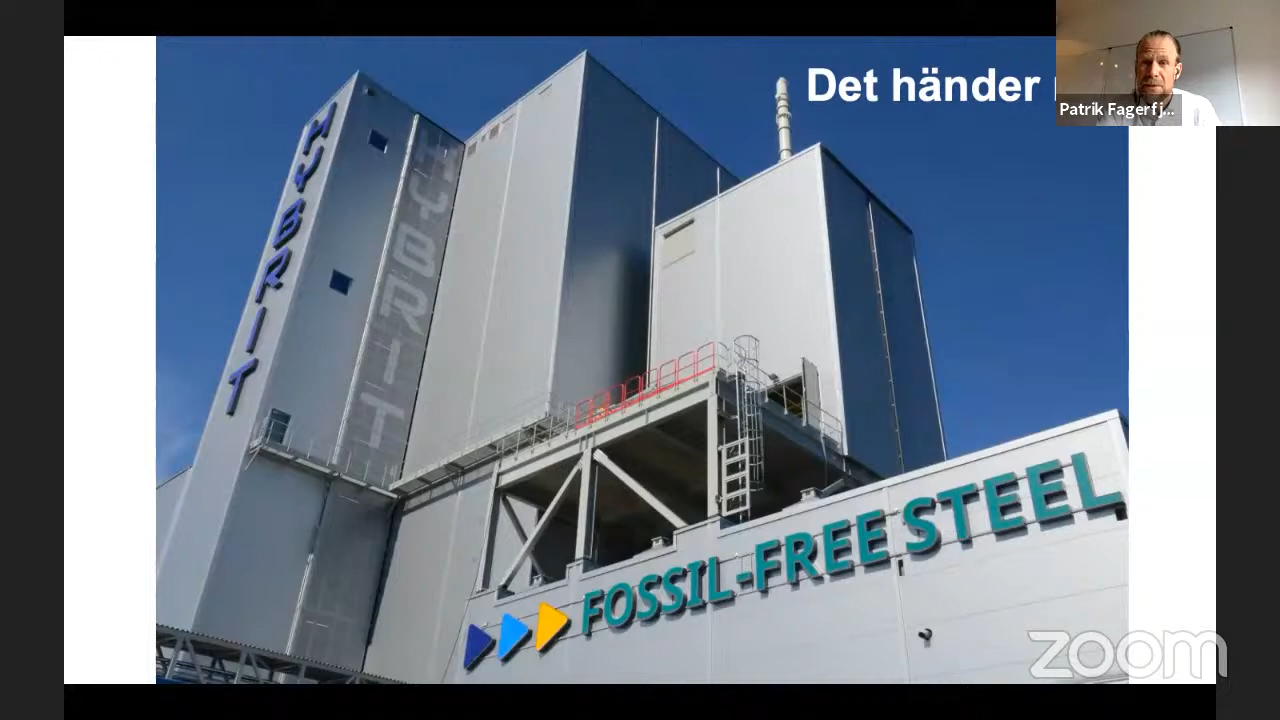 Det händer
Patrik Fagerfj...
HYBRIT
HYBRIT
FOSSIL-FREE STEEL
zoom